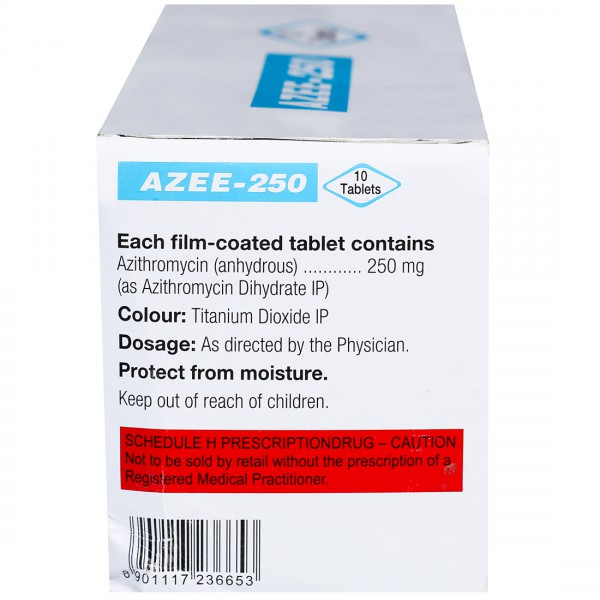 AZEE-250
AZEE-250
10
Tablets
Each film-coated tablet contains
Azithromycin (anhydrous) ............ 250 mg
(as Azithromycin Dihydrate IP)
Colour: Titanium Dioxide IP
Dosage: As directed by the Physician.
Protect from moisture.
Keep out of reach of children.
SCHEDULE H PRESCRIPTIONDRUG – CAUTION
Not to be sold by retail without the prescription of a
Registered Medical Practitioner.
8 901117 236653